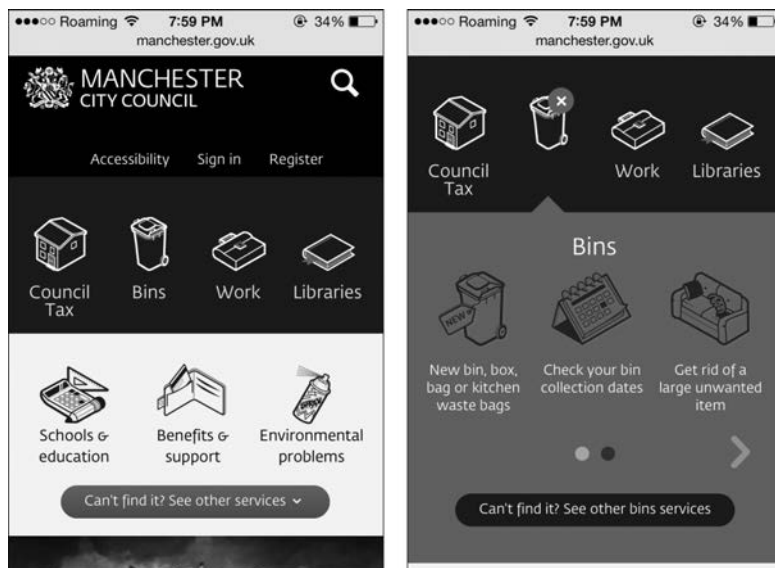 Roaming 7:59 PM 34%
manchester.gov.uk
MANCHESTER
CITY COUNCIL
Accessibility Sign in Register
Council
Tax
Bins
Work
Libraries
Schools &
education
Benefits &
support
Environmental
problems
Can't find it? See other services
Roaming 7:59 PM 34%
manchester.gov.uk
Council
Tax
Work
Libraries
Bins
NEW
New bin, box,
bag or kitchen
waste bags
Check your bin
collection dates
Get rid of a
large unwanted
item
Can't find it? See other bins services